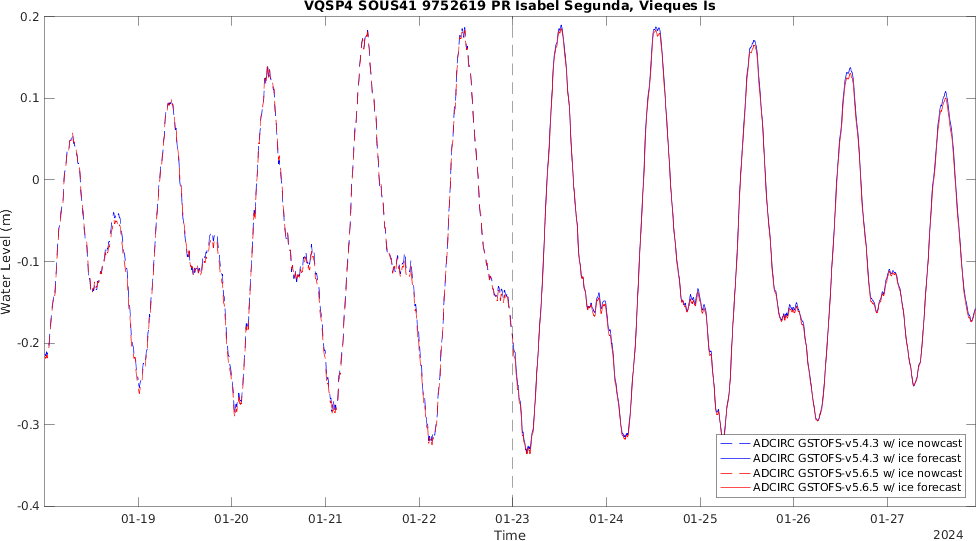 VQSP4 SOUS41 9752619 PR Isabel Segunda, Vieques Is
0.2
0.1
0
-0.1
-0.2
-0.3
-0.4
Water Level (m)
01-19 01-20 01-21 01-22 01-23 01-24 01-25 01-26 01-27
Time
2024
ADCIRC GSTOFS-v5.4.3 w/ ice nowcast
ADCIRC GSTOFS-v5.4.3 w/ ice forecast
ADCIRC GSTOFS-v5.6.5 w/ ice nowcast
ADCIRC GSTOFS-v5.6.5 w/ ice forecast